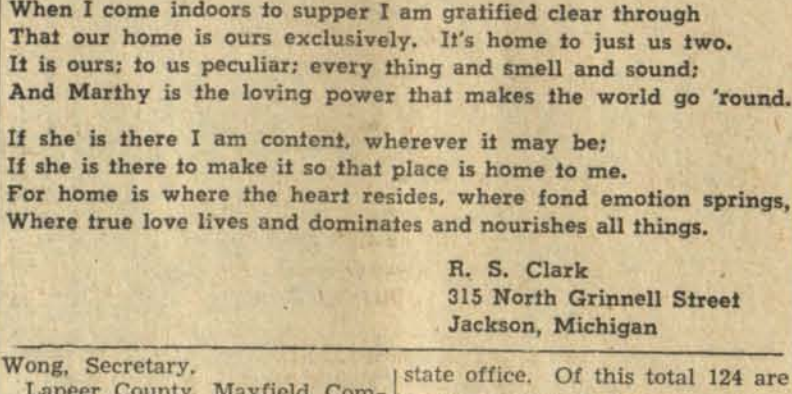 When I come indoors to supper I am gratified clear through
That our home is ours exclusively. It's home to just us two.
It is ours; to us peculiar; every thing and smell and sound;
And Marthy is the loving power that makes the world go 'round.
If she is there I am content, wherever it may be;
If she is there to make it so that place is home to me.
For home is where the heart resides, where fond emotion springs,
Where true love lives and dominates and nourishes all things.
R. S. Clark
315 North Grinnell Street
Jackson, Michigan
Wong, Secretary.
Lapeer County, Mayfield Com-
state office. Of this total 124 are